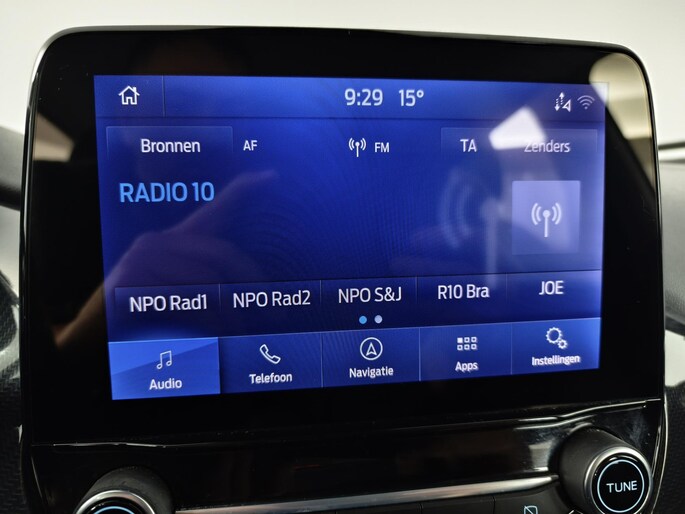 9:29 15°
Bronnen AF FM TA Zenders
RADIO 10
NPO Rad1 NPO Rad2 NPO S&J R10 Bra JOE
Audio Telefoon Navigatie Apps Instellingen
TUNE